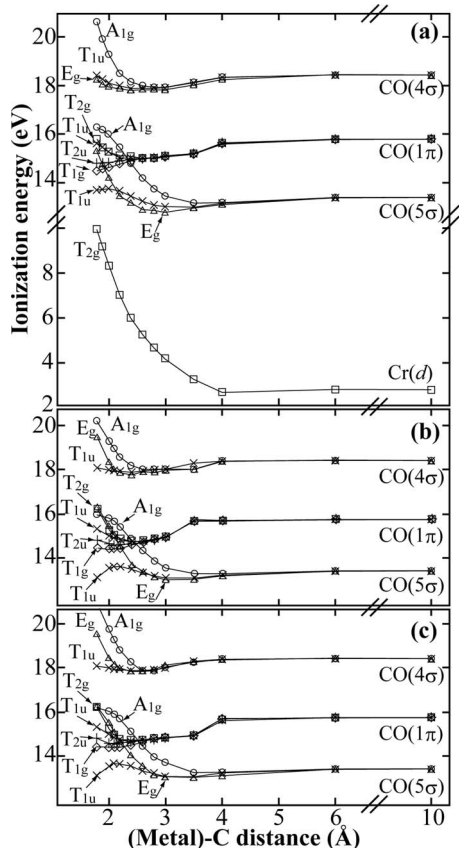 20
18
16
14
8
6
4
2
Ionization energy (eV)
(a)
A1g
T1u
Eg
CO(4σ)
T2g
T1u
A1g
T2u
CO(1π)
T1g
T1u
CO(5σ)
Eg
T2g
Cr(d)
20
18
16
14
(b)
Eg
A1g
T1u
CO(4σ)
T2g
T1u
A1g
T2u
CO(1π)
T1g
T1u
Eg
CO(5σ)
20
18
16
14
(c)
Eg
A1g
T1u
CO(4σ)
T2g
T1u
A1g
T2u
CO(1π)
T1g
T1u
Eg
CO(5σ)
1 2 3 4 5 6 10
(Metal)-C distance (Å)